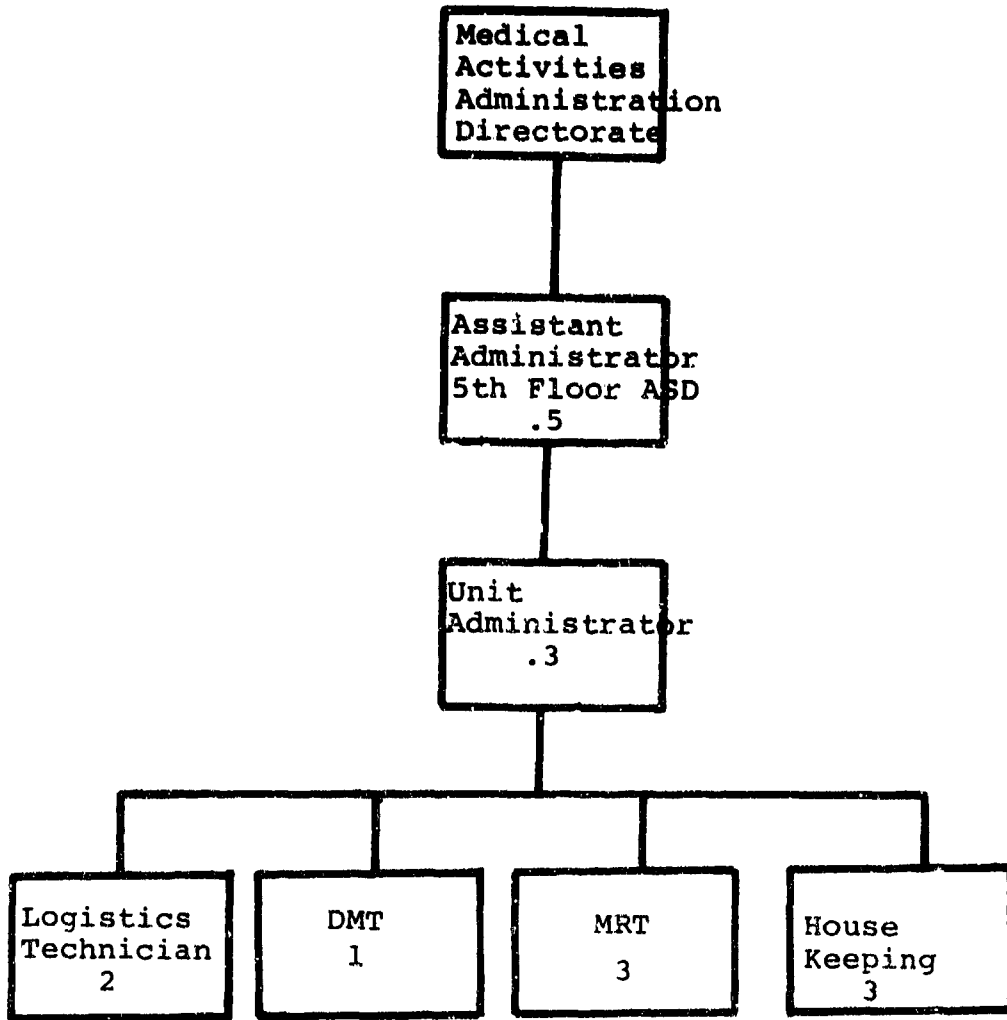 Medical
Activities
Administration
Directorate
Assistant
Administrator
5th Floor ASD
.5
Unit
Administrator
.3
Logistics
Technician
2
DMT
1
MRT
3
House
Keeping
3